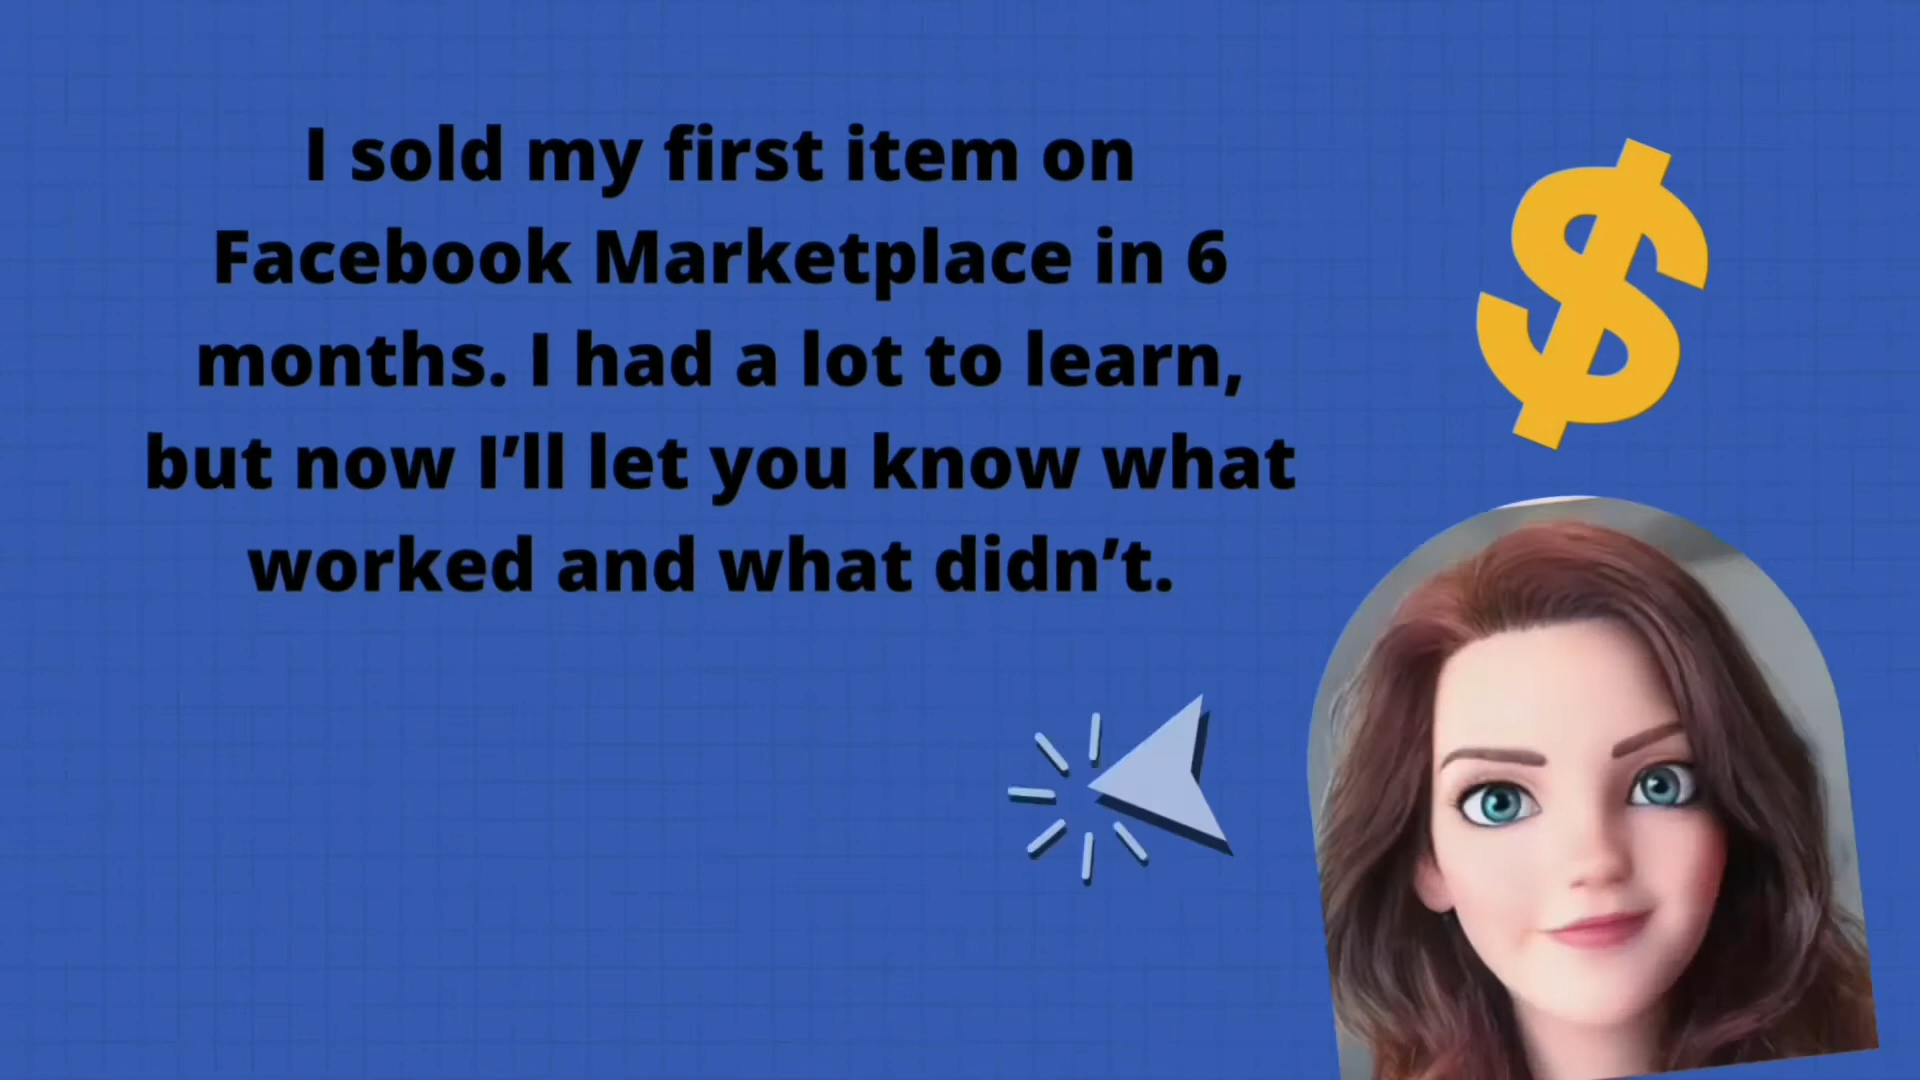 I sold my first item on
Facebook Marketplace in 6
months. I had a lot to learn,
but now I’ll let you know what
worked and what didn’t.
$